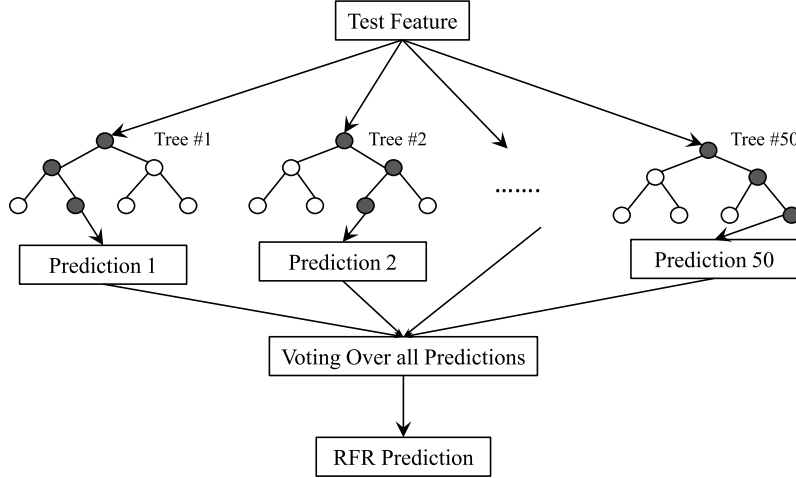 Test Feature
Tree #1
Tree #2
Tree #50
.......
Prediction 1
Prediction 2
Prediction 50
Voting Over all Predictions
RFR Prediction